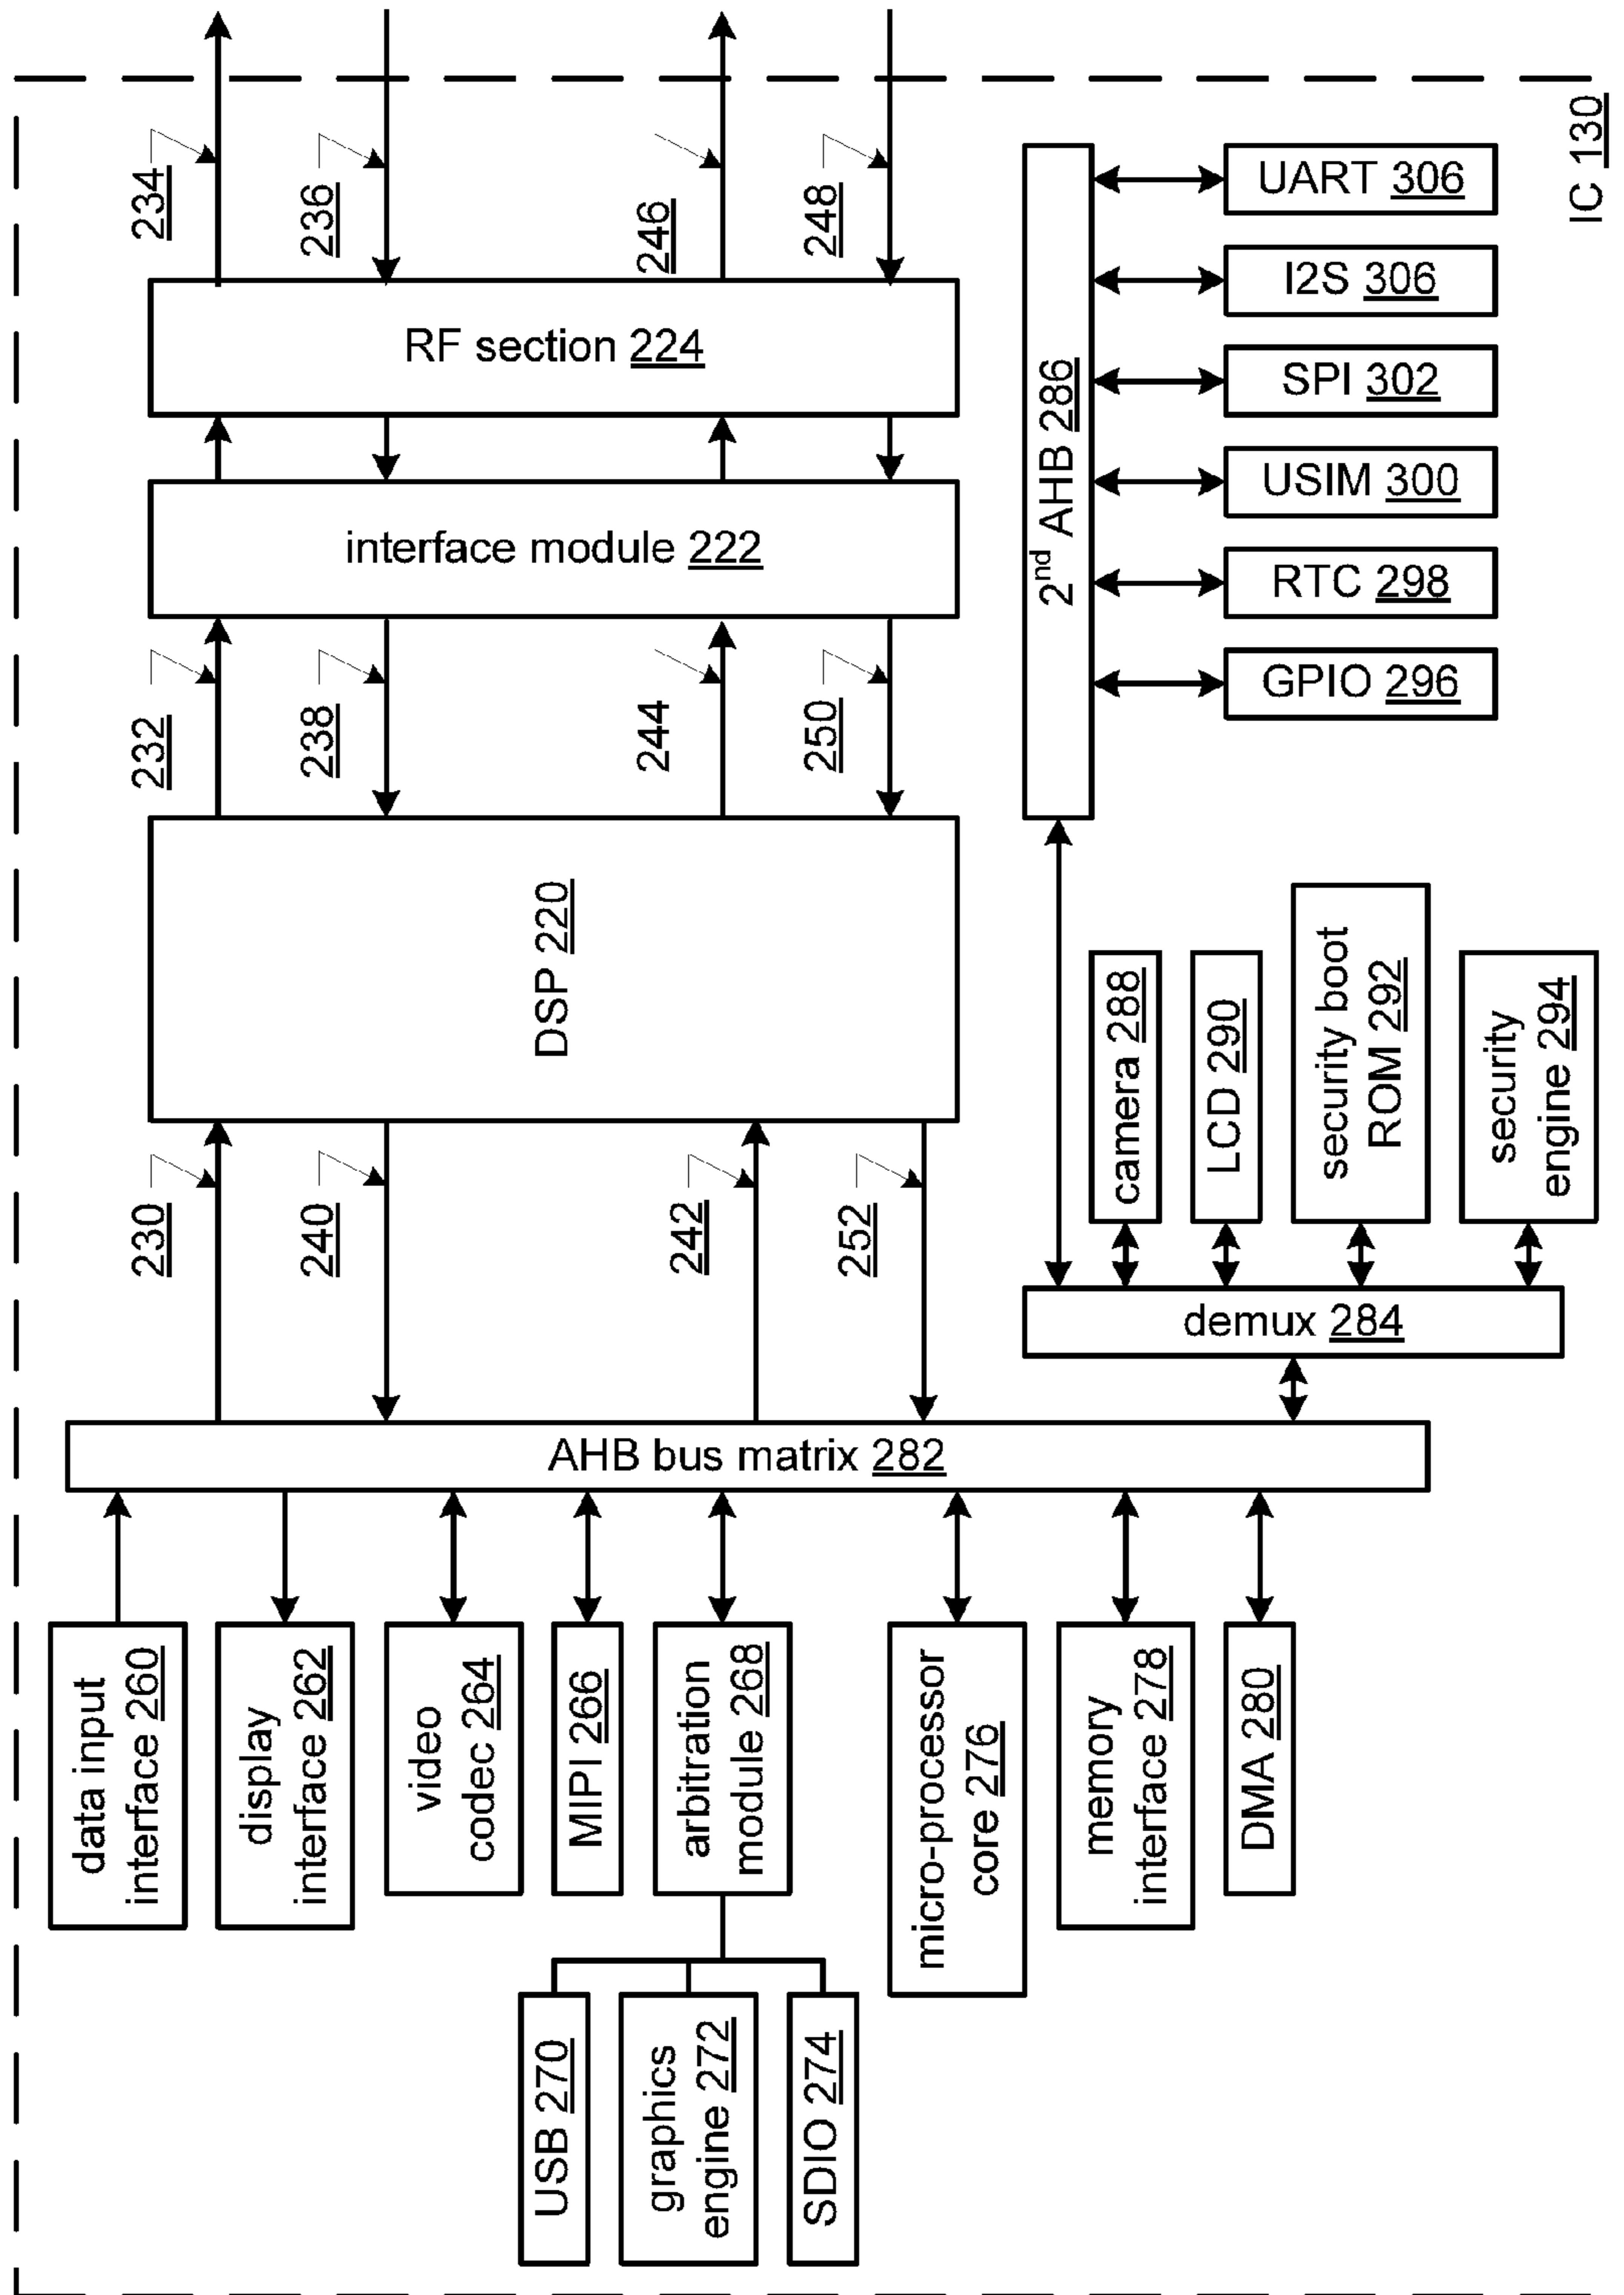 234
236
246
248
RF section 224
interface module 222
232
238
244
250
DSP 220
230
240
242
252
AHB bus matrix 282
data input
interface 260
display
interface 262
video
codec 264
MIPI 266
arbitration
module 268
micro-processor
core 276
memory
interface 278
DMA 280
USB 270
graphics
engine 272
SDIO 274
2nd AHB 286
UART 306
I2S 306
SPI 302
USIM 300
RTC 298
GPIO 296
camera 288
LCD 290
security boot
ROM 292
security
engine 294
demux 284
IC 130